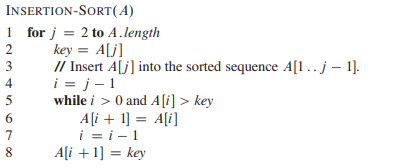 INSERTION-SORT(A)
1 for j = 2 to A.length
2 key = A[j]
3 // Insert A[j] into the sorted sequence A[1 . . j − 1].
4 i = j − 1
5 while i > 0 and A[i] > key
6 A[i + 1] = A[i]
7 i = i − 1
8 A[i + 1] = key